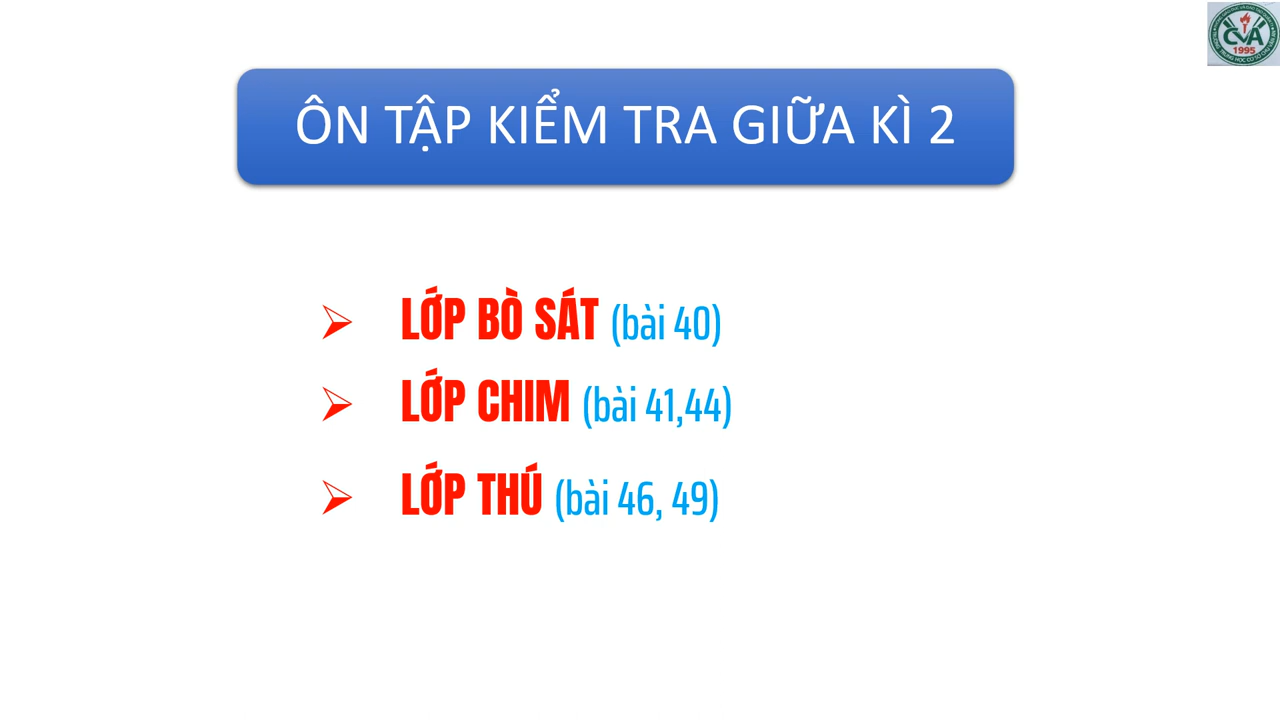 CVA
1995
ÔN TẬP KIỂM TRA GIỮA KÌ 2
LỚP BÒ SÁT (bài 40)
LỚP CHIM (bài 41,44)
LỚP THÚ (bài 46, 49)